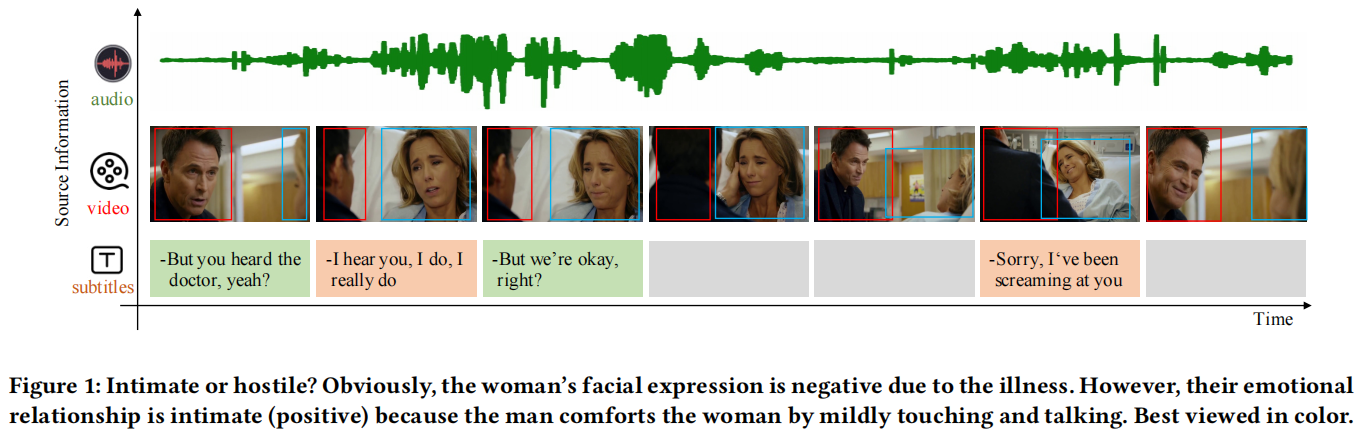 Source Information
audio
video
T
subtitles
-But you heard the
doctor, yeah?
-I hear you, I do, I
really do
-But we're okay,
right?
-Sorry, I‘ve been
screaming at you
Time
Figure 1: Intimate or hostile? Obviously, the woman's facial expression is negative due to the illness. However, their emotional
relationship is intimate (positive) because the man comforts the woman by mildly touching and talking. Best viewed in color.